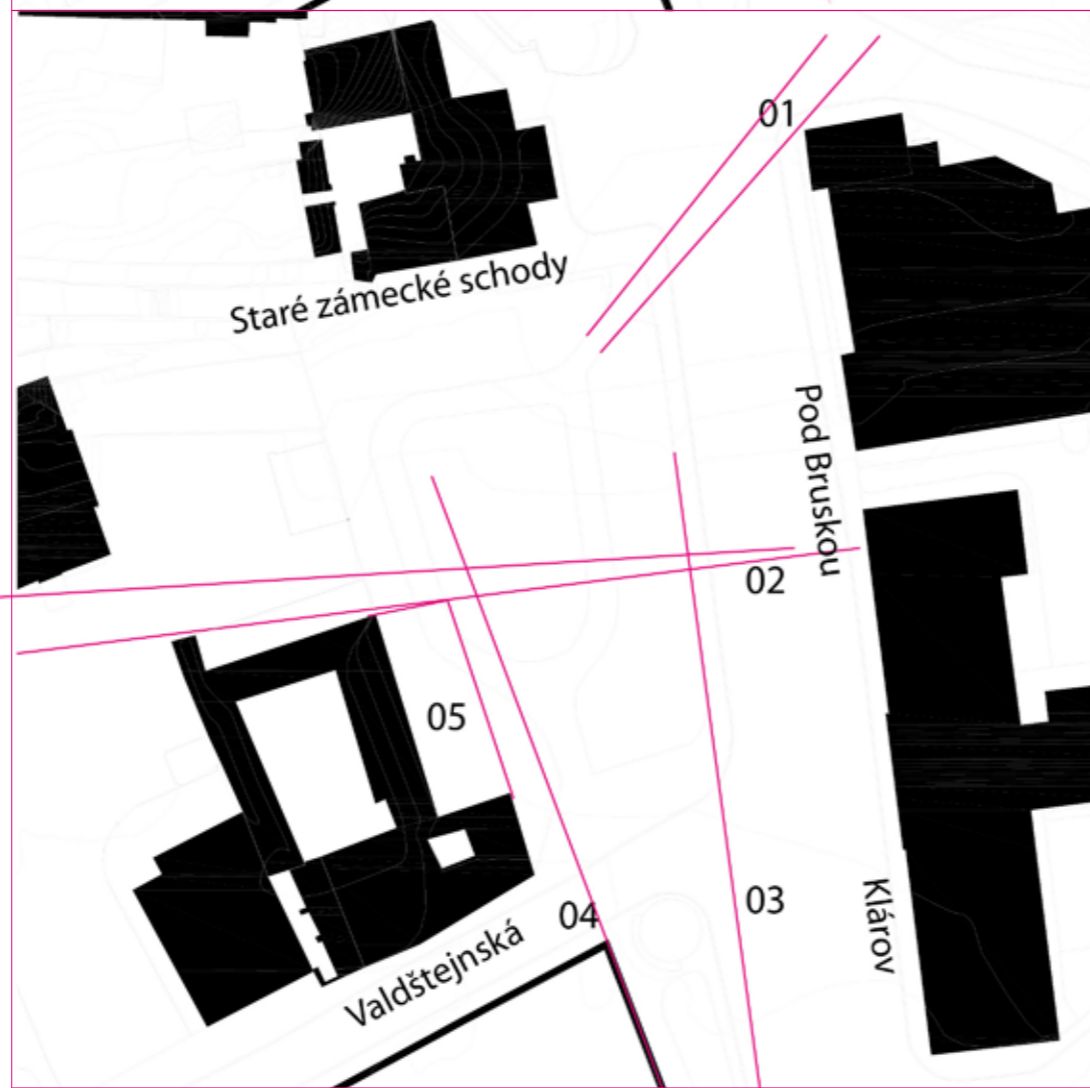 01
Staré zámecké schody
Pod Bruskou
02
05
03
04
Klárov
Valdštejnská